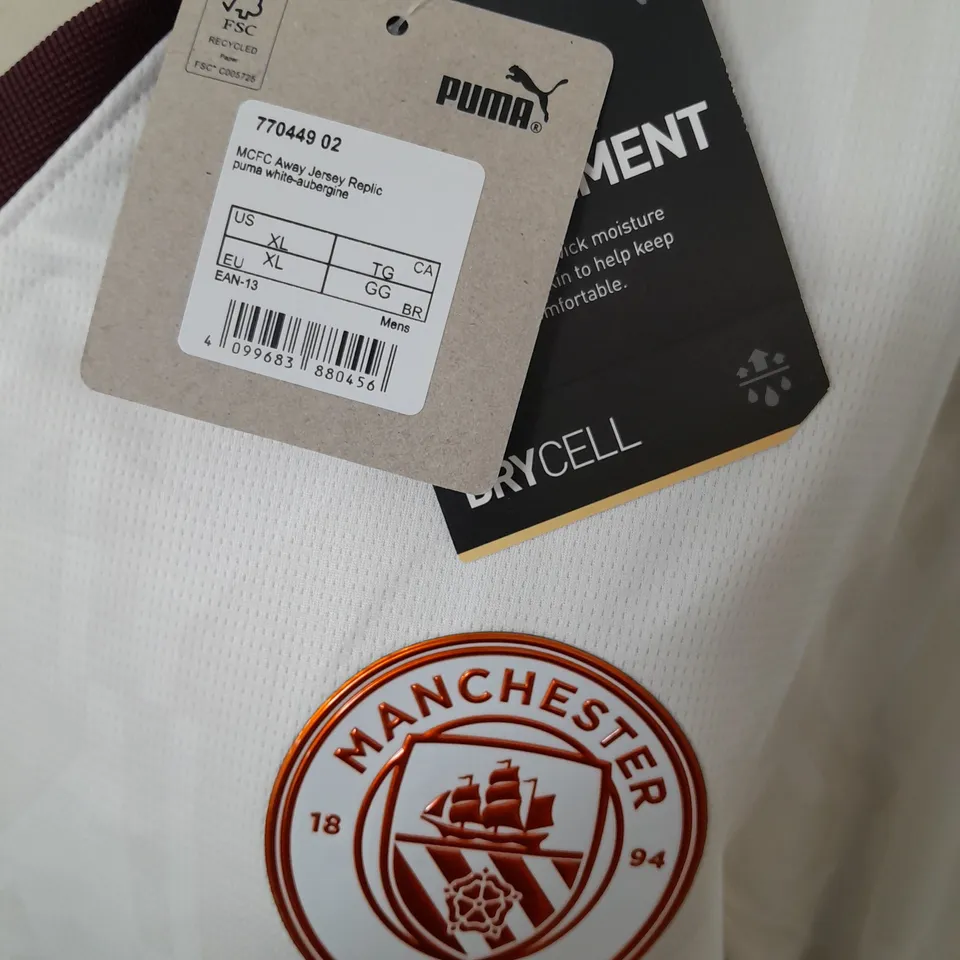 FSC
RECYCLED
Paper
FSC® C005725
PUMA®
770449 02
MCFC Away Jersey Replic
puma white-aubergine
US XL TG CA
EU XL GG BR
EAN-13
Mens
4 099683 880456
MENT
wick moisture
kin to help keep
mfortable.
DRYCELL
MANCHESTER
18 94